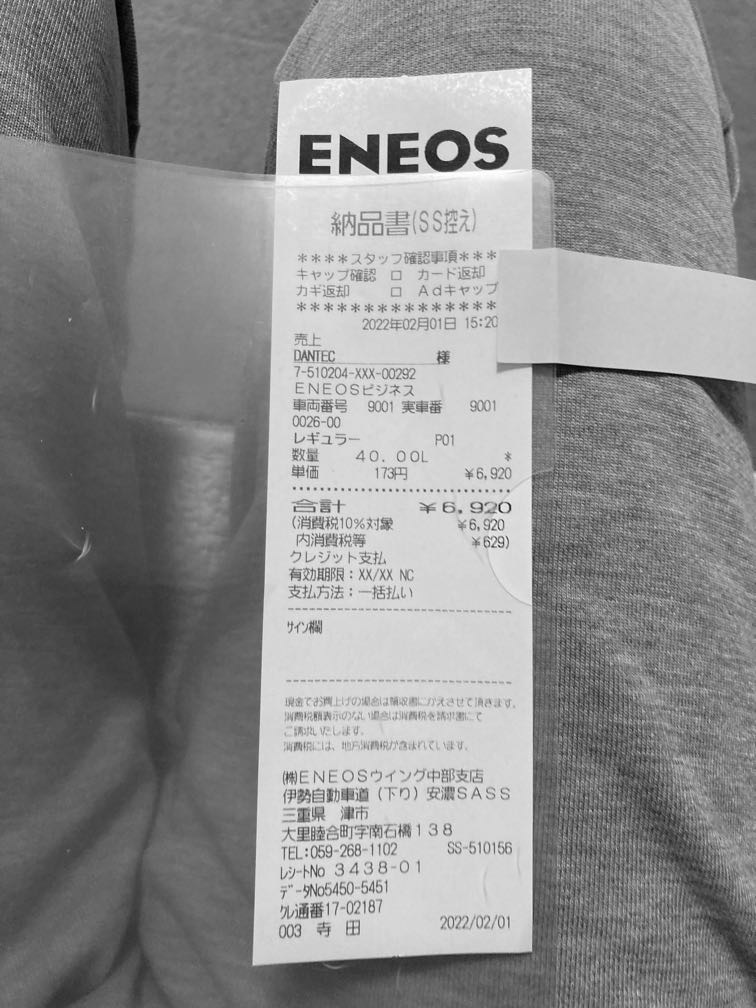 ENEOS
納品書(SS控え)
****スタッフ確認事項***
キャップ確認 □ カード返却
カギ返却 □ Adキャップ
***************
2022年02月01日 15:20
売上
DANTEC 様
7-510204-XXX-00292
ENEOSビジネス
車両番号 9001 実車番 9001
0026-00
レギュラー P01
数量 40.00L *
単価 173円 ¥6,920
合計 ¥6,920
(消費税10%対象 ¥6,920
内消費税等 ¥629)
クレジット支払
有効期限:XX/XX NC
支払方法:一括払い
サイン欄
現金でお買上げの場合は領収書にかえさせて頂きます。
消費税額表示のない場合は消費税を請求書にて
ご請求いたします。
消費税には、地方消費税が含まれています。
㈱ENEOSウイング中部支店
伊勢自動車道(下り)安濃SASS
三重県 津市
大里睦合町字南石橋138
TEL:059-268-1102 SS-510156
レシートNo 3438-01
データNo5450-5451
クレ通番17-02187
003 寺田 2022/02/01